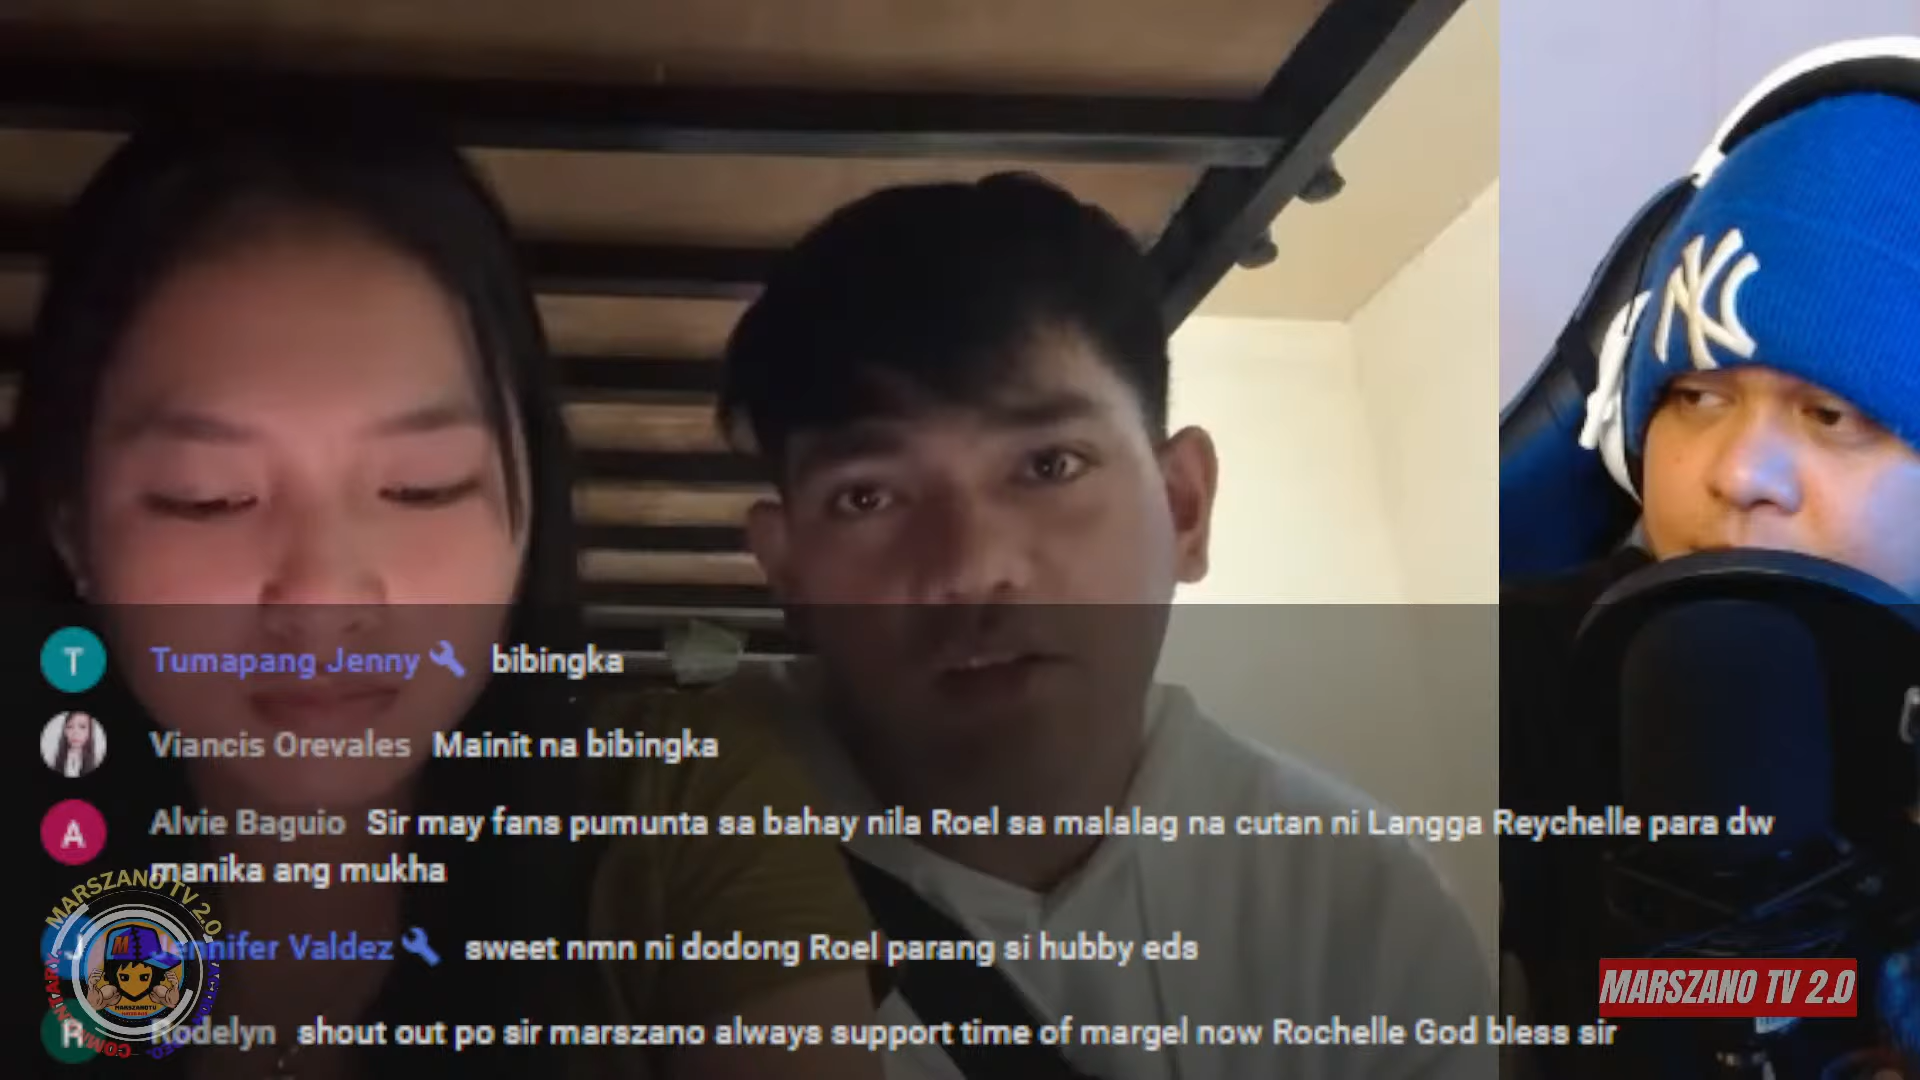 NY
T Tumapang Jenny bibingka
Viancis Orevales Mainit na bibingka
A Alvie Baguio Sir may fans pumunta sa bahay nila Roel sa malalag na cutan ni Langga Reychelle para dw
manika ang mukha
J Jennifer Valdez sweet nmn ni dodong Roel parang si hubby eds
R Rodelyn shout out po sir marszano always support time of margel now Rochelle God bless sir
MARSZANO TV 2.0
M
MARSZANO TV 2.0